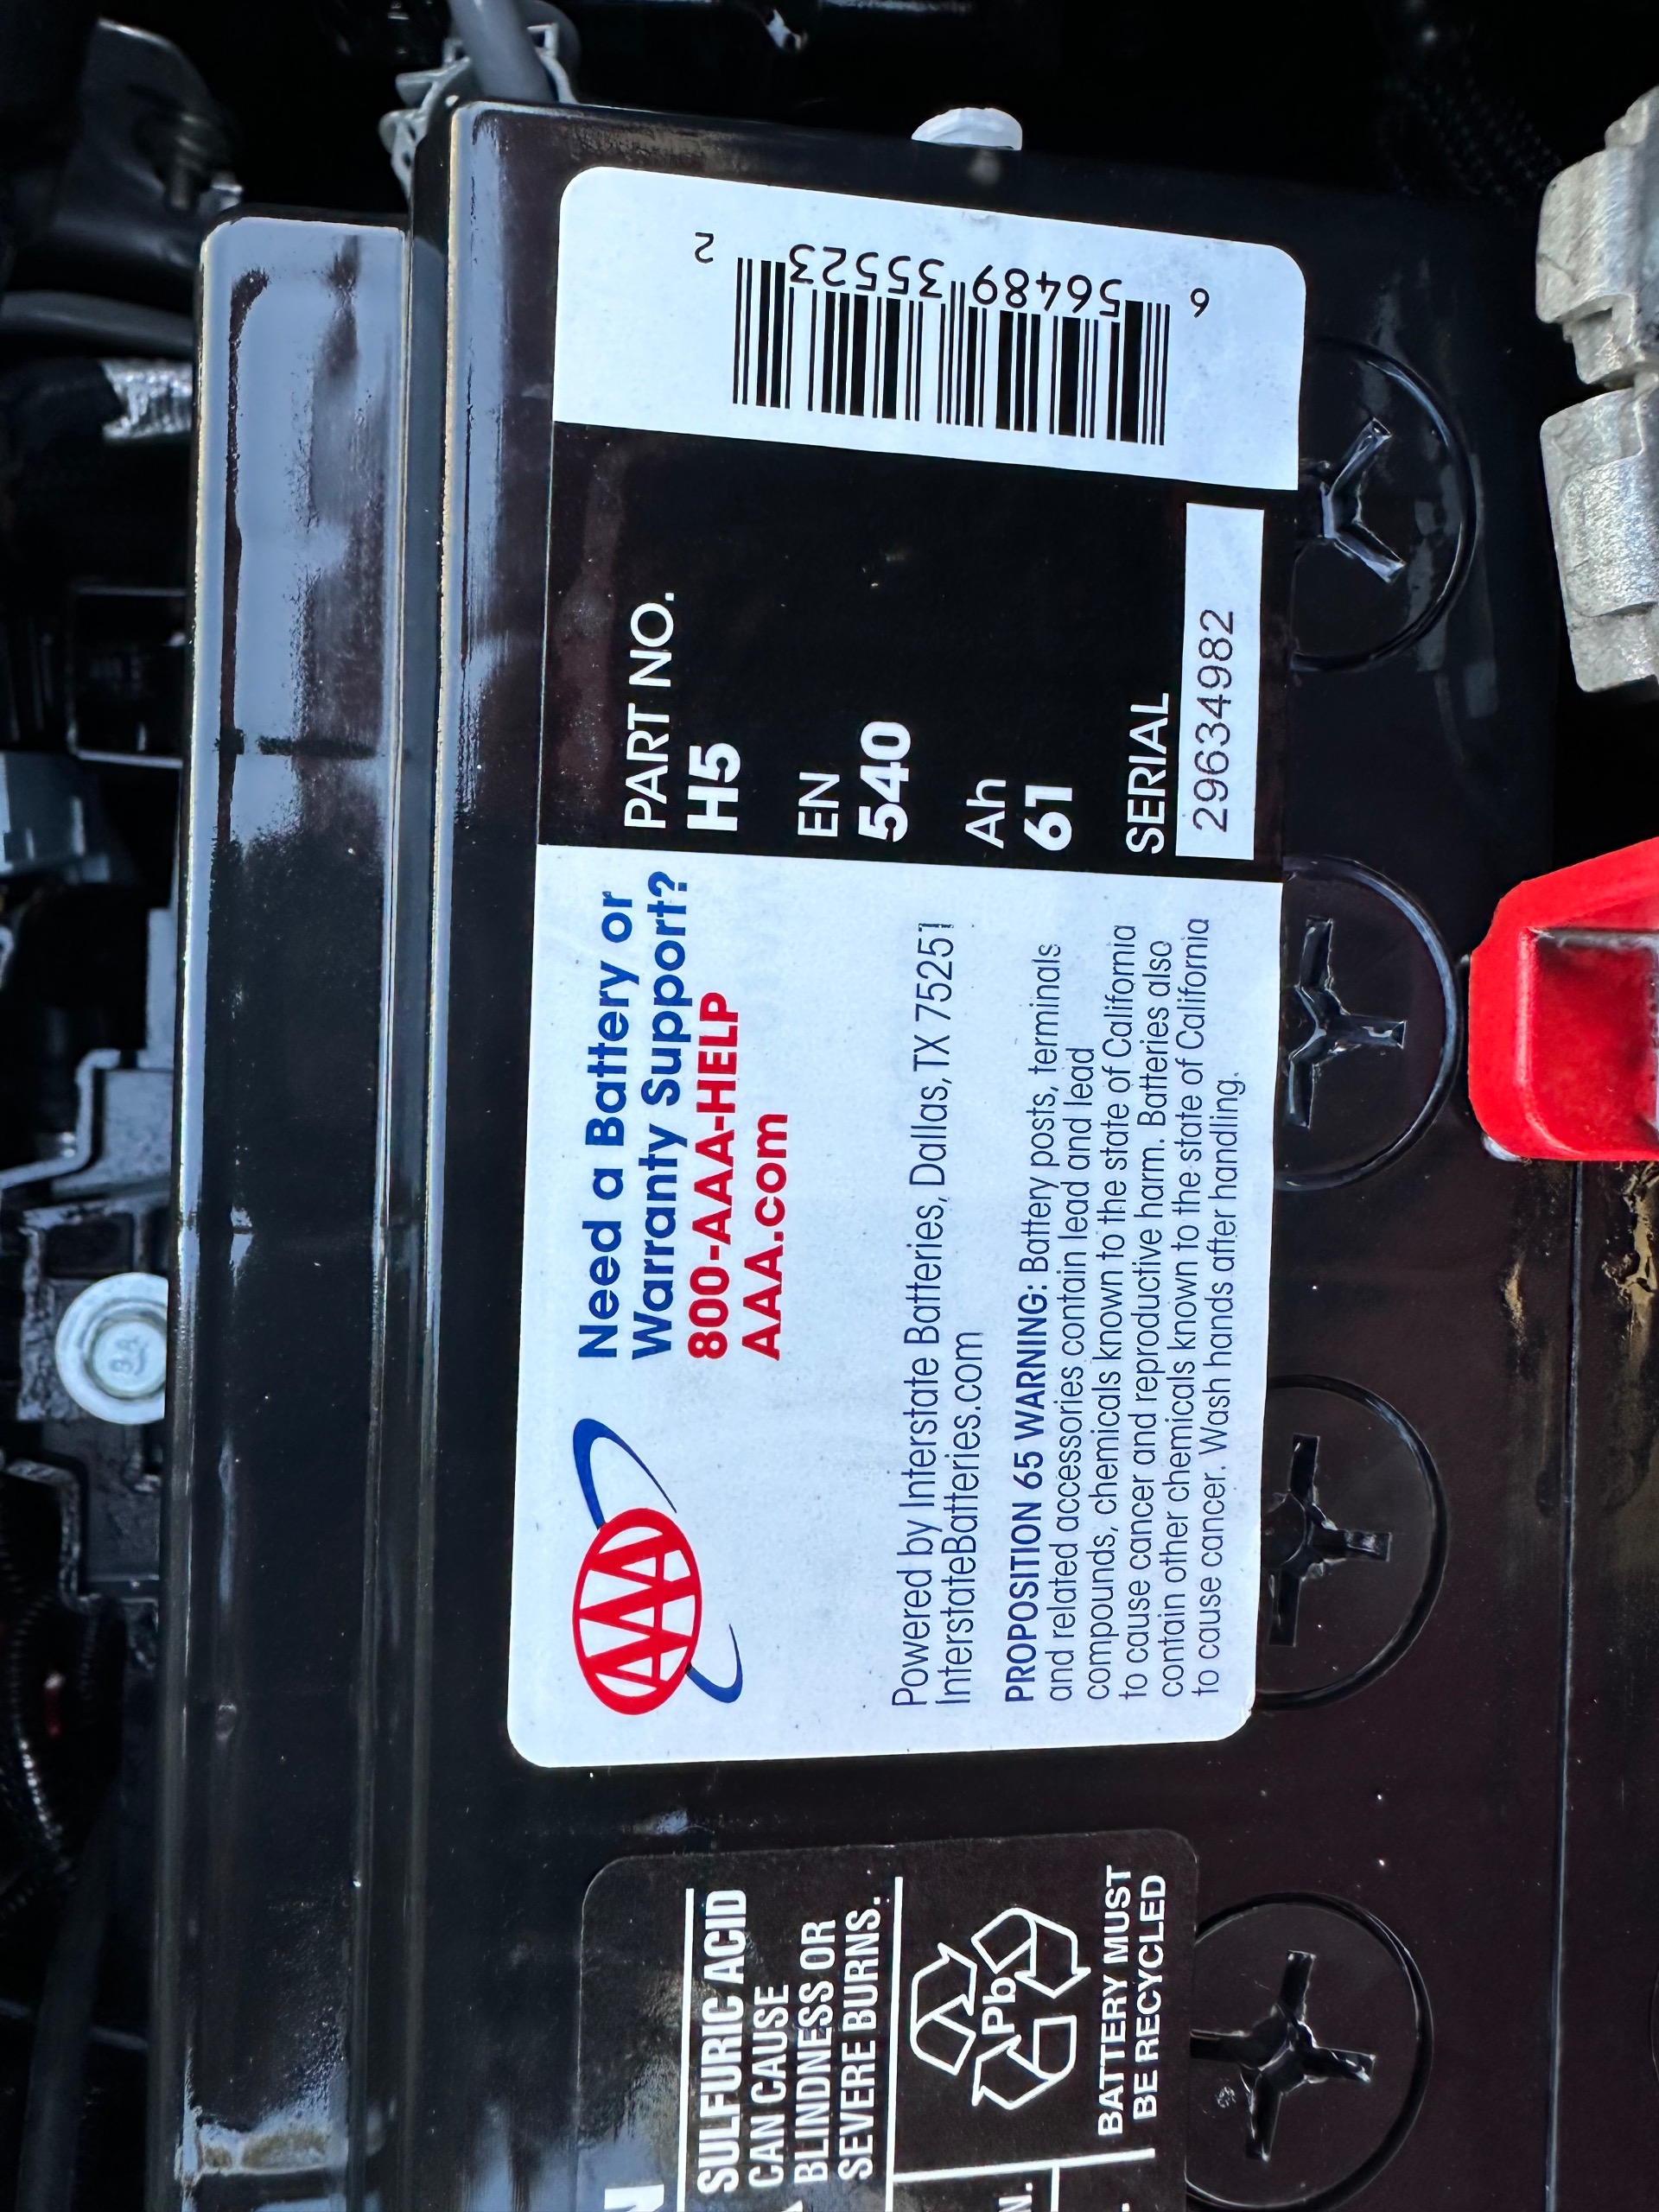 AAA
Need a Battery or
Warranty Support?
800-AAA-HELP
AAA.com
Powered by Interstate Batteries, Dallas, TX 75251
InterstateBatteries.com
PROPOSITION 65 WARNING: Battery posts, terminals
and related accessories contain lead and lead
compounds, chemicals known to the state of California
to cause cancer and reproductive harm. Batteries also
contain other chemicals known to the state of California
to cause cancer. Wash hands after handling.
PART NO.
H5
EN
540
Ah
61
SERIAL
29634982
6 56489 35523 2
SULFURIC ACID
CAN CAUSE
BLINDNESS OR
SEVERE BURNS.
Pb
BATTERY MUST
BE RECYCLED